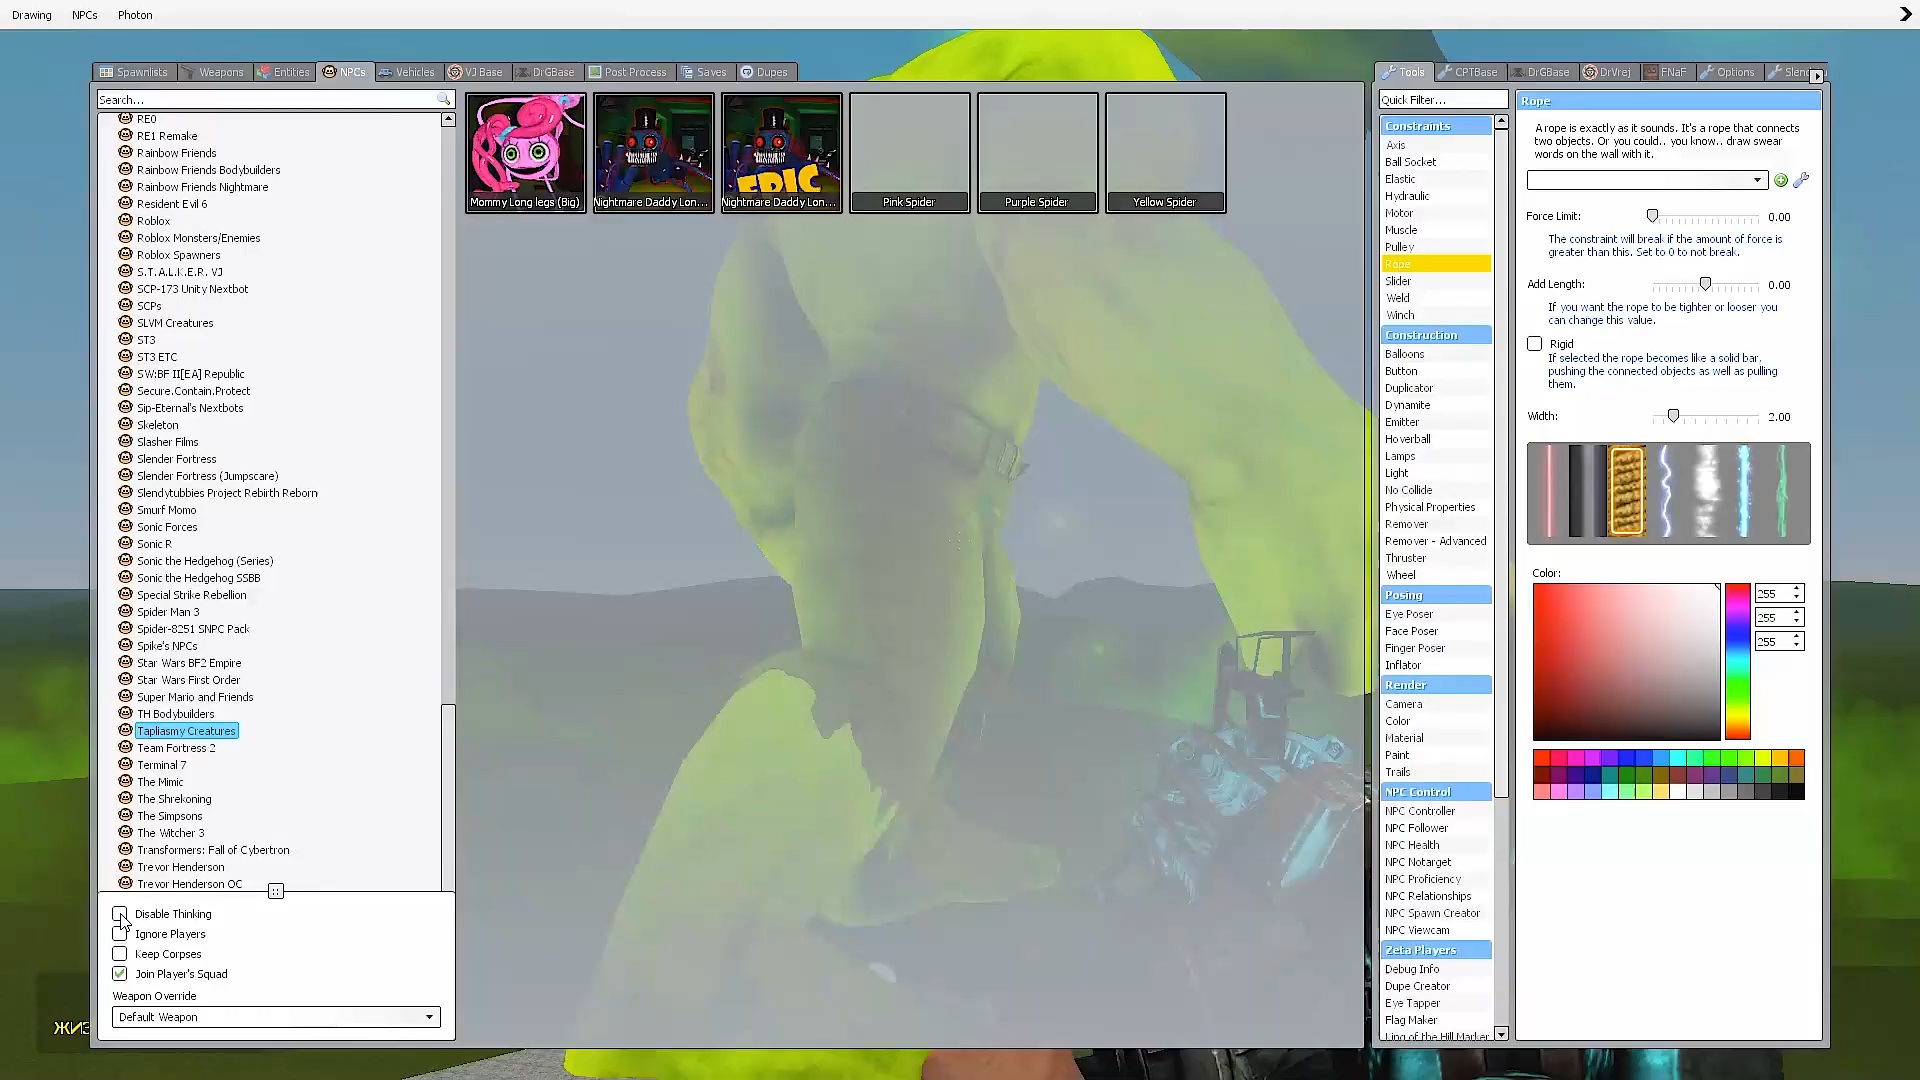 Drawing NPCs Photon
Spawnlists Weapons Entities NPCs Vehicles VJ Base DrGBase Post Process Saves Dupes
Search...
RE0
RE1 Remake
Rainbow Friends
Rainbow Friends Bodybuilders
Rainbow Friends Nightmare
Resident Evil 6
Roblox
Roblox Monsters/Enemies
Roblox Spawners
S.T.A.L.K.E.R. VJ
SCP-173 Unity Nextbot
SCPs
SLVM Creatures
ST3
ST3 ETC
SW:BF II[EA] Republic
Secure.Contain.Protect
Sip-Eternal's Nextbots
Skeleton
Slasher Films
Slender Fortress
Slender Fortress (Jumpscare)
Slendytubbies Project Rebirth Reborn
Smurf Momo
Sonic Forces
Sonic R
Sonic the Hedgehog (Series)
Sonic the Hedgehog SSBB
Special Strike Rebellion
Spider Man 3
Spider-8251 SNPC Pack
Spike's NPCs
Star Wars BF2 Empire
Star Wars First Order
Super Mario and Friends
TH Bodybuilders
Tapliasmy Creatures
Team Fortress 2
Terminal 7
The Mimic
The Shrekoning
The Simpsons
The Witcher 3
Transformers: Fall of Cybertron
Trevor Henderson
Trevor Henderson OC
Disable Thinking
Ignore Players
Keep Corpses
Join Player's Squad
Weapon Override
Default Weapon
EPIC
Mommy Long legs (Big) Nightmare Daddy Lon... Nightmare Daddy Lon... Pink Spider Purple Spider Yellow Spider
Tools CPTBase DrGBase DrVrej FNaF Options
Quick Filter...
Constraints
Axis
Ball Socket
Elastic
Hydraulic
Motor
Muscle
Pulley
Rope
Slider
Weld
Winch
Construction
Balloons
Button
Duplicator
Dynamite
Emitter
Hoverball
Lamps
Light
No Collide
Physical Properties
Remover
Remover - Advanced
Thruster
Wheel
Posing
Eye Poser
Face Poser
Finger Poser
Inflator
Render
Camera
Color
Material
Paint
Trails
NPC Control
NPC Controller
NPC Follower
NPC Health
NPC Notarget
NPC Proficiency
NPC Relationships
NPC Spawn Creator
NPC Viewcam
Zeta Players
Debug Info
Dupe Creator
Eye Tapper
Flag Maker
King of the Hill Marker
Rope
A rope is exactly as it sounds. It's a rope that connects
two objects. Or you could.. you know.. draw swear
words on the wall with it.
Force Limit: 0.00
The constraint will break if the amount of force is
greater than this. Set to 0 to not break.
Add Length: 0.00
If you want the rope to be tighter or looser you
can change this value.
Rigid
If selected the rope becomes like a solid bar,
pushing the connected objects as well as pulling
them.
Width: 2.00
Color:
255
255
255